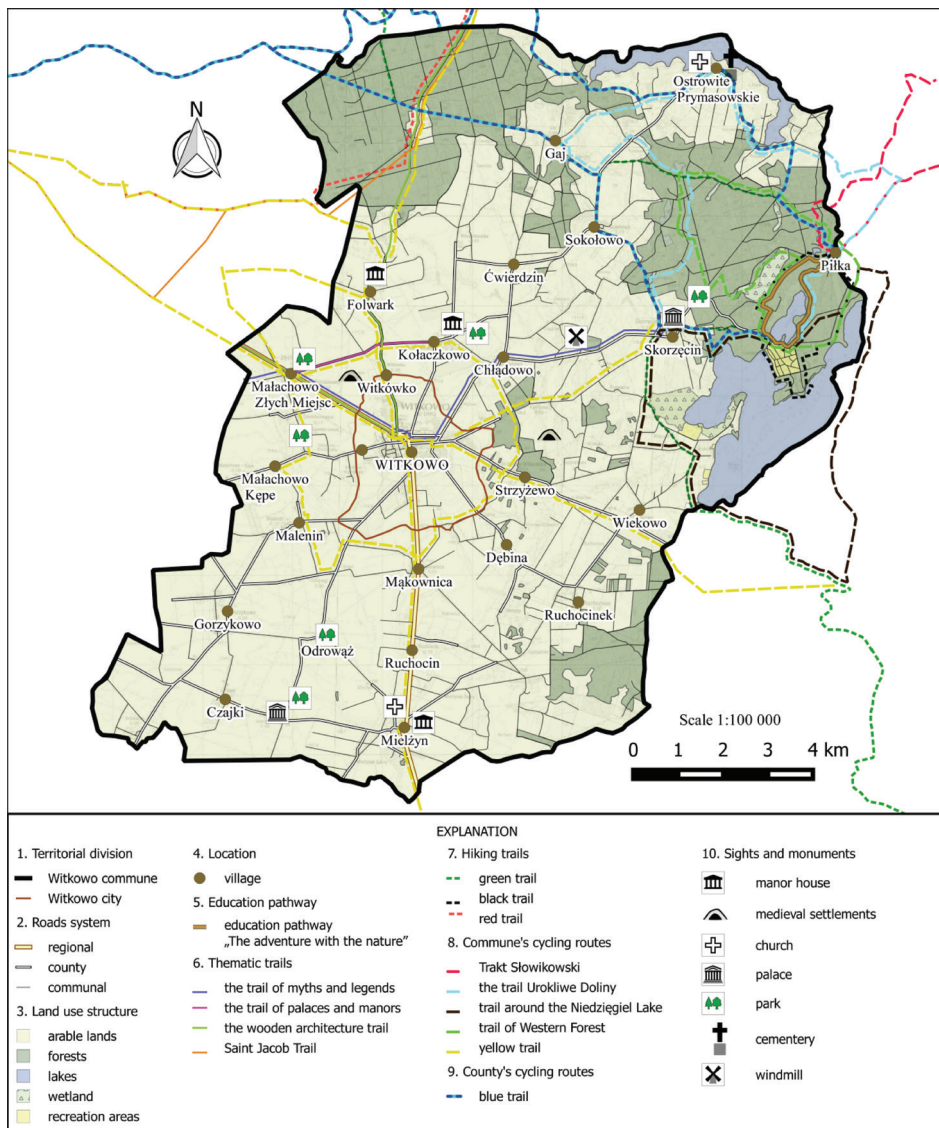 N
Ostrowite
Prymasowskie
Gaj
Sokołowo
Piłka
Ćwierdzin
Folwark
Skorzęcin
Kołaczkowo
Chłądowo
Małachowo
Złych Miejsc
Witkówko
WITKOWO
Małachowo
Kępe
Strzyżewo
Wiekowo
Malenin
Dębina
Mąkownica
Ruchocinek
Gorzykowo
Odrowąż
Ruchocin
Czajki
Mielżyn
Scale 1:100 000
0 1 2 3 4 km
EXPLANATION
1. Territorial division
Witkowo commune
Witkowo city
2. Roads system
regional
county
communal
3. Land use structure
arable lands
forests
lakes
wetland
recreation areas
4. Location
village
5. Education pathway
education pathway
„The adventure with the nature”
6. Thematic trails
the trail of myths and legends
the trail of palaces and manors
the wooden architecture trail
Saint Jacob Trail
7. Hiking trails
green trail
black trail
red trail
8. Commune's cycling routes
Trakt Słowikowski
the trail Urokliwe Doliny
trail around the Niedzięgiel Lake
trail of Western Forest
yellow trail
9. County's cycling routes
blue trail
10. Sights and monuments
manor house
medieval settlements
church
palace
park
cementery
windmill